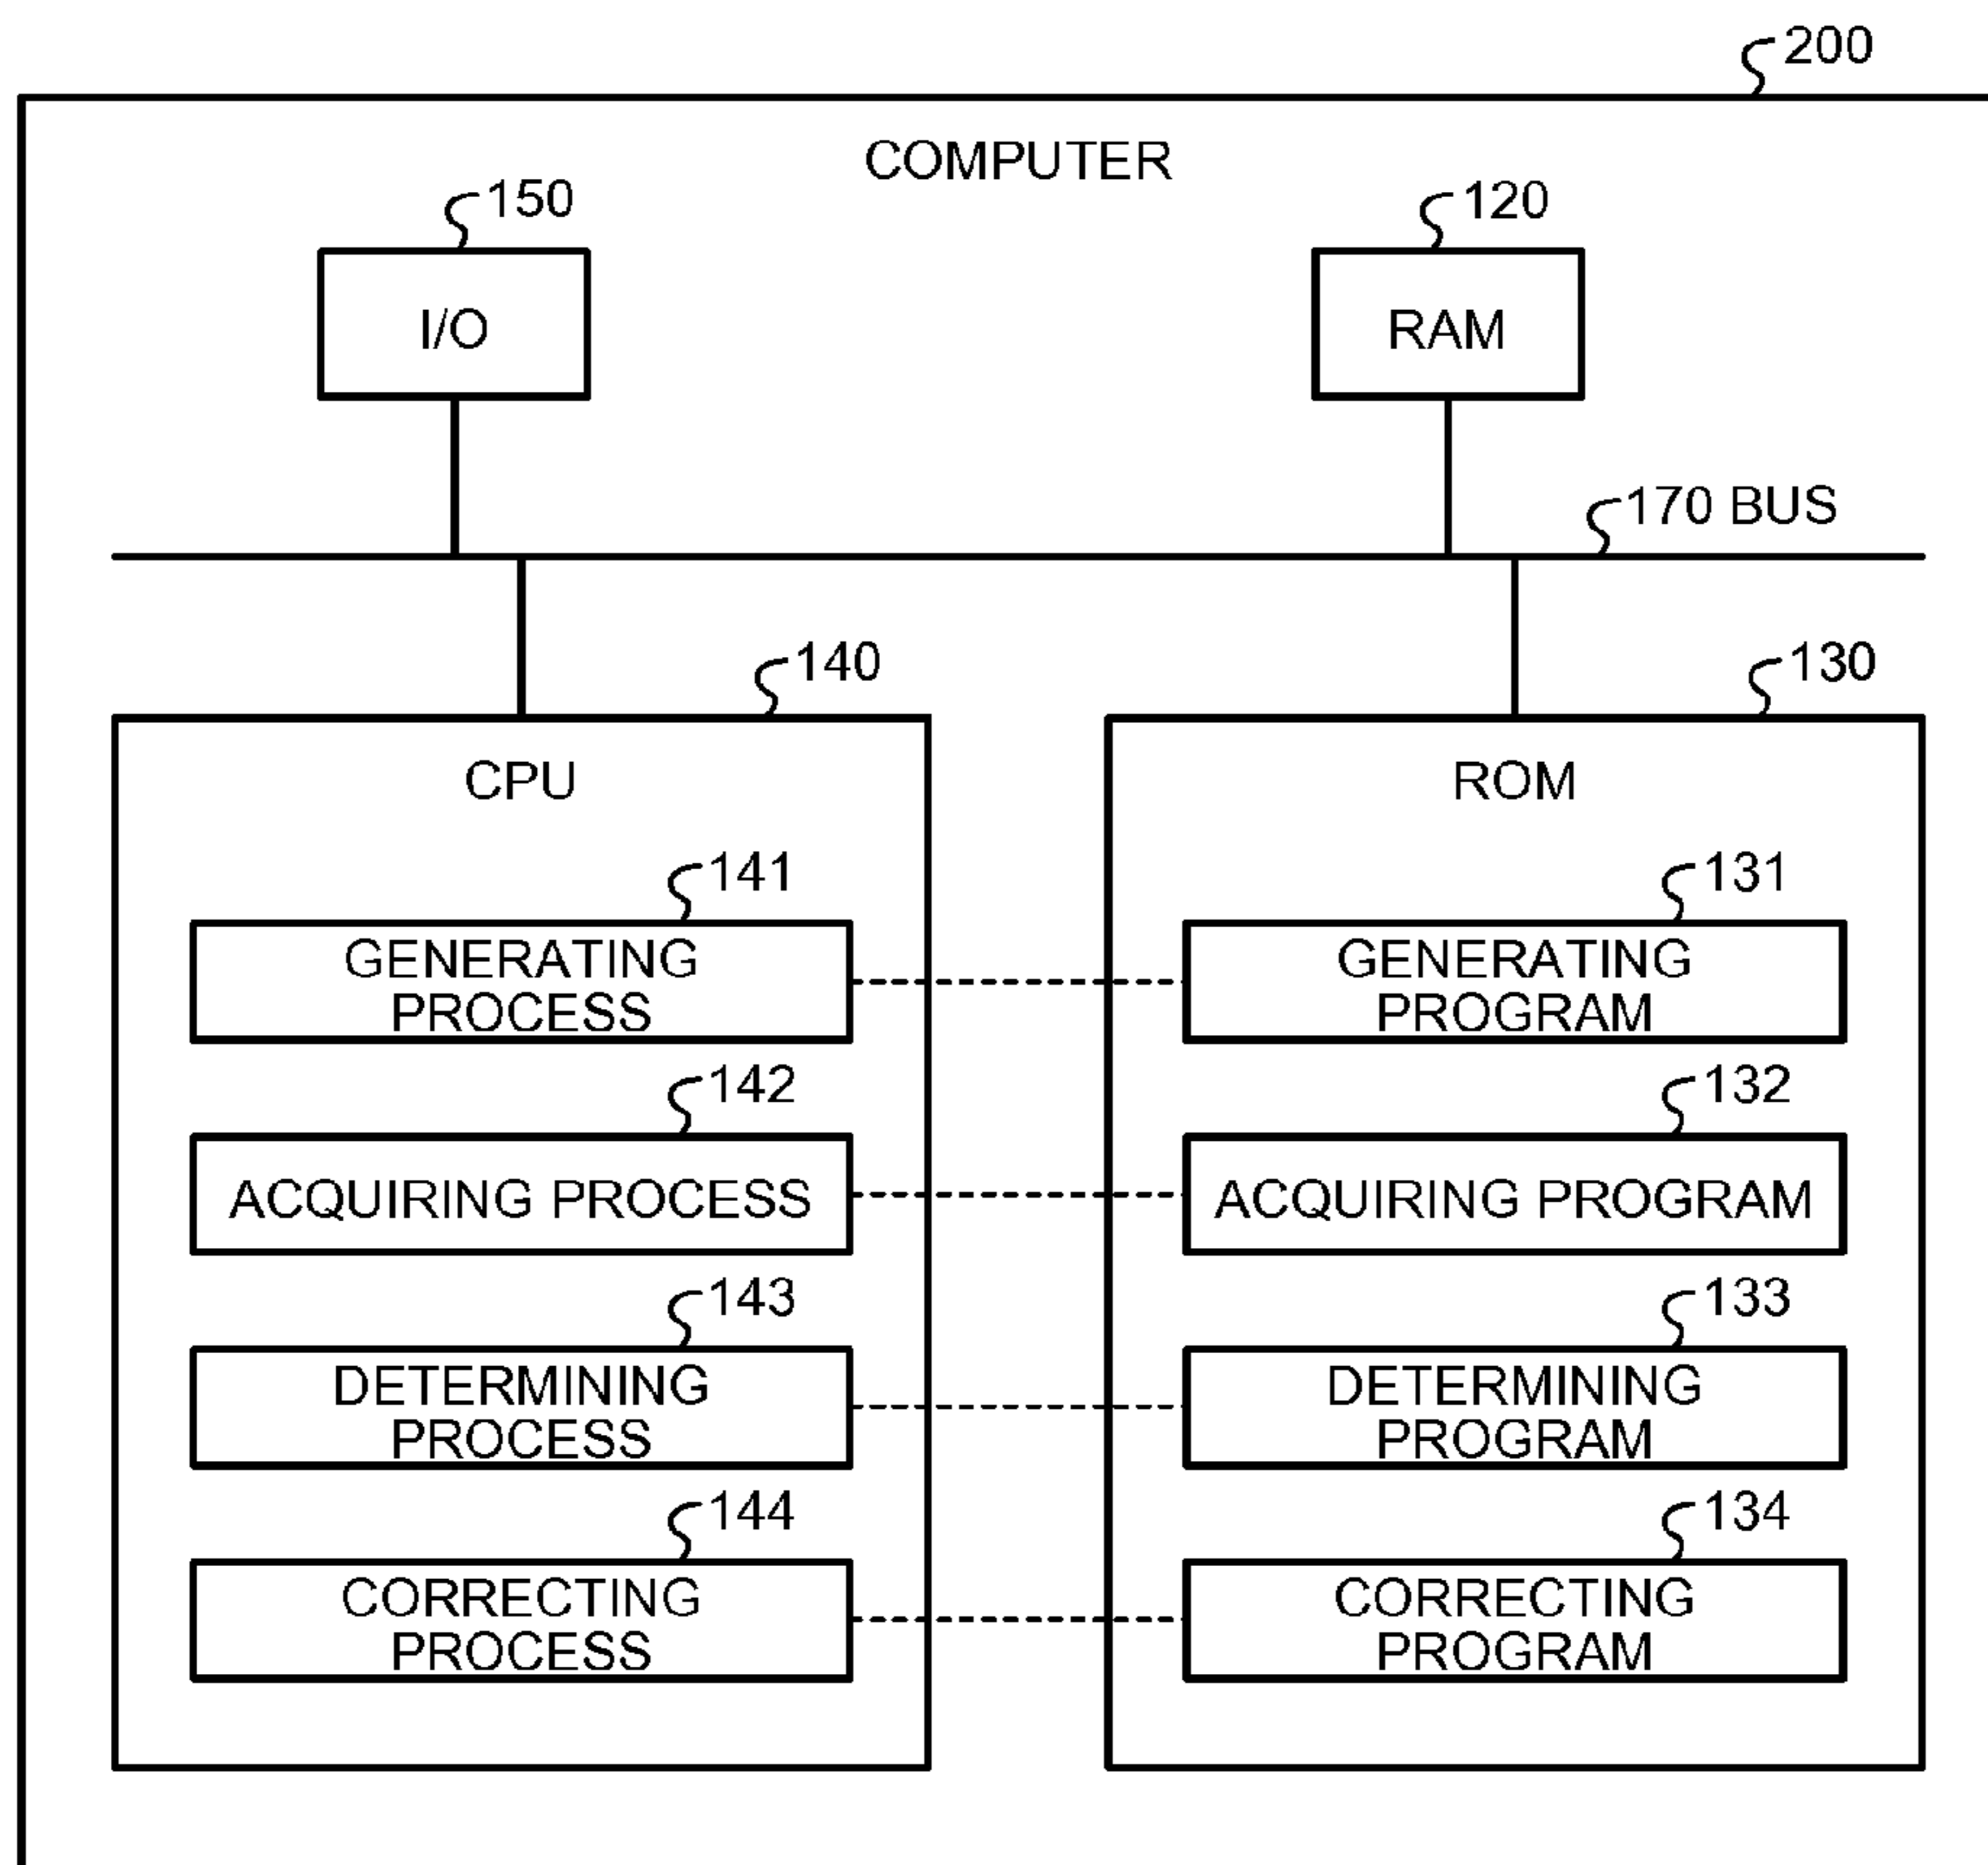 200
COMPUTER
150
120
I/O
RAM
170 BUS
140
130
CPU
ROM
141
131
GENERATING
PROCESS
GENERATING
PROGRAM
142
132
ACQUIRING PROCESS
ACQUIRING PROGRAM
143
133
DETERMINING
PROCESS
DETERMINING
PROGRAM
144
134
CORRECTING
PROCESS
CORRECTING
PROGRAM